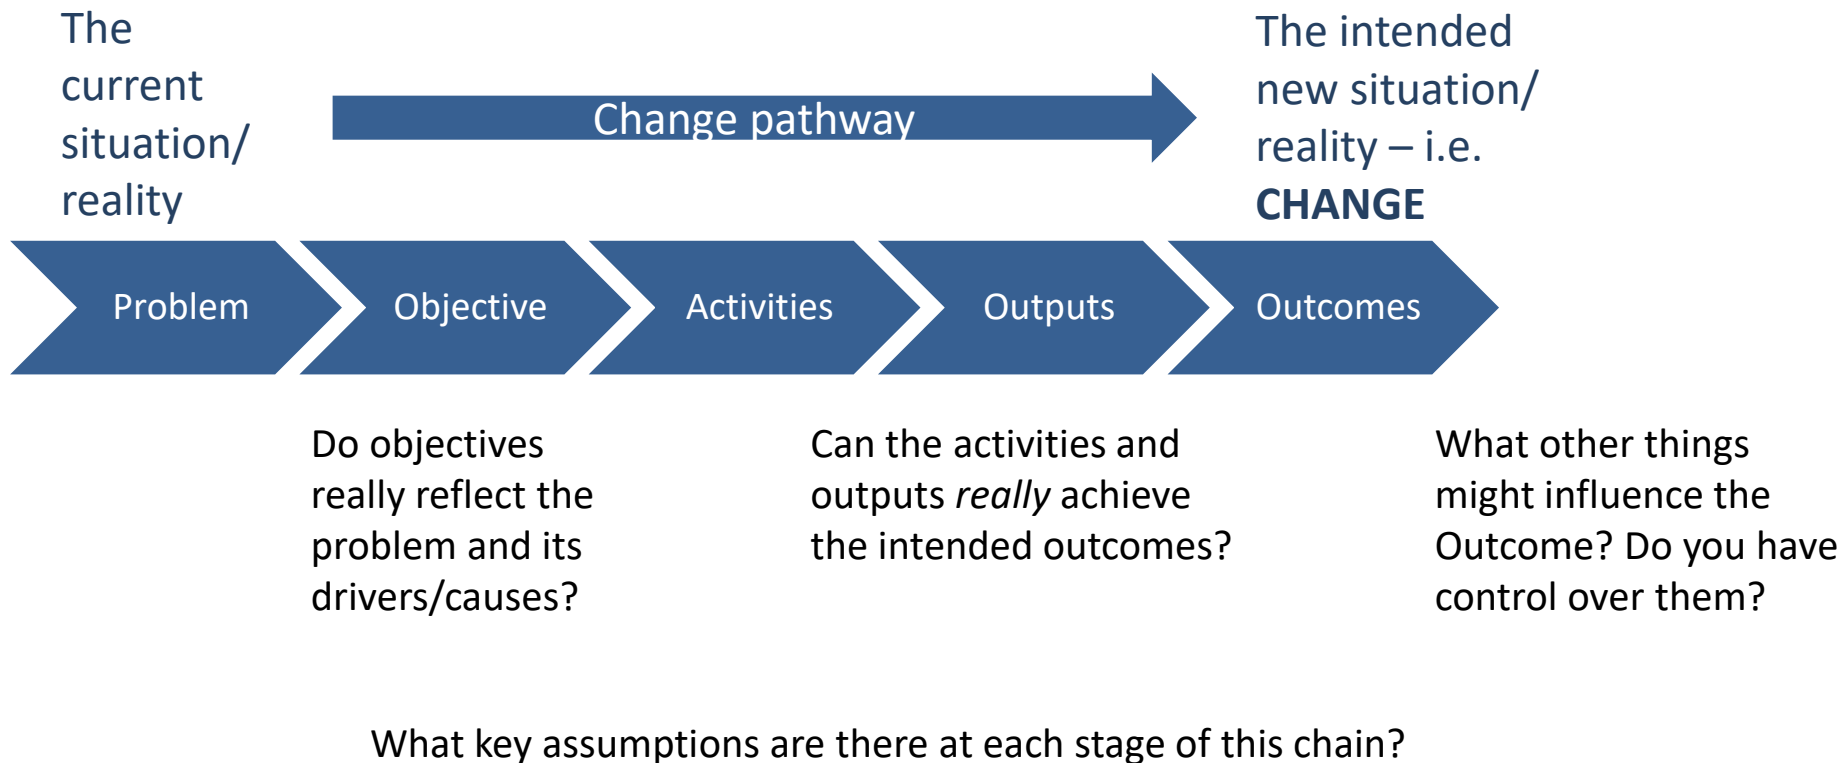 The
current
situation/
reality
Change pathway
The intended
new situation/
reality – i.e.
CHANGE
Problem
Objective
Activities
Outputs
Outcomes
Do objectives
really reflect the
problem and its
drivers/causes?
Can the activities and
outputs really achieve
the intended outcomes?
What other things
might influence the
Outcome? Do you have
control over them?
What key assumptions are there at each stage of this chain?